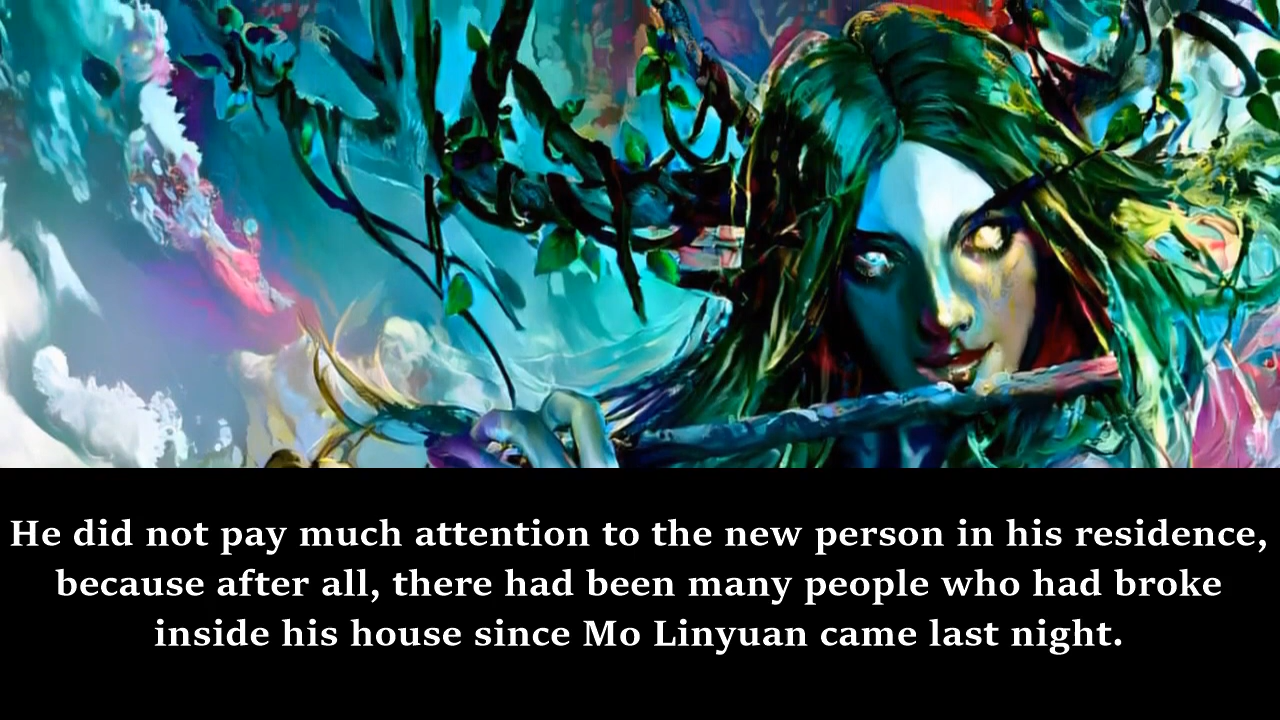 He did not pay much attention to the new person in his residence,
because after all, there had been many people who had broke
inside his house since Mo Linyuan came last night.